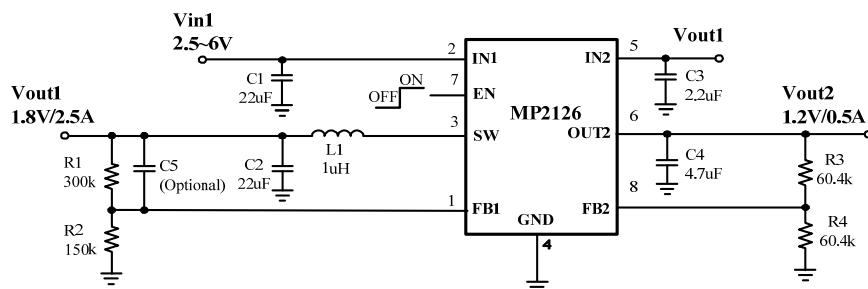 Vin1
2.5~6V
2
IN1
IN2
5
Vout1
C1
22uF
7
EN
ON
OFF
MP2126
C3
2.2uF
Vout1
1.8V/2.5A
Vout2
1.2V/0.5A
3
SW
OUT2
6
L1
1uH
R1
300k
C5
(Optional)
C2
22uF
C4
4.7uF
R3
60.4k
1
FB1
FB2
8
GND
4
R2
150k
R4
60.4k